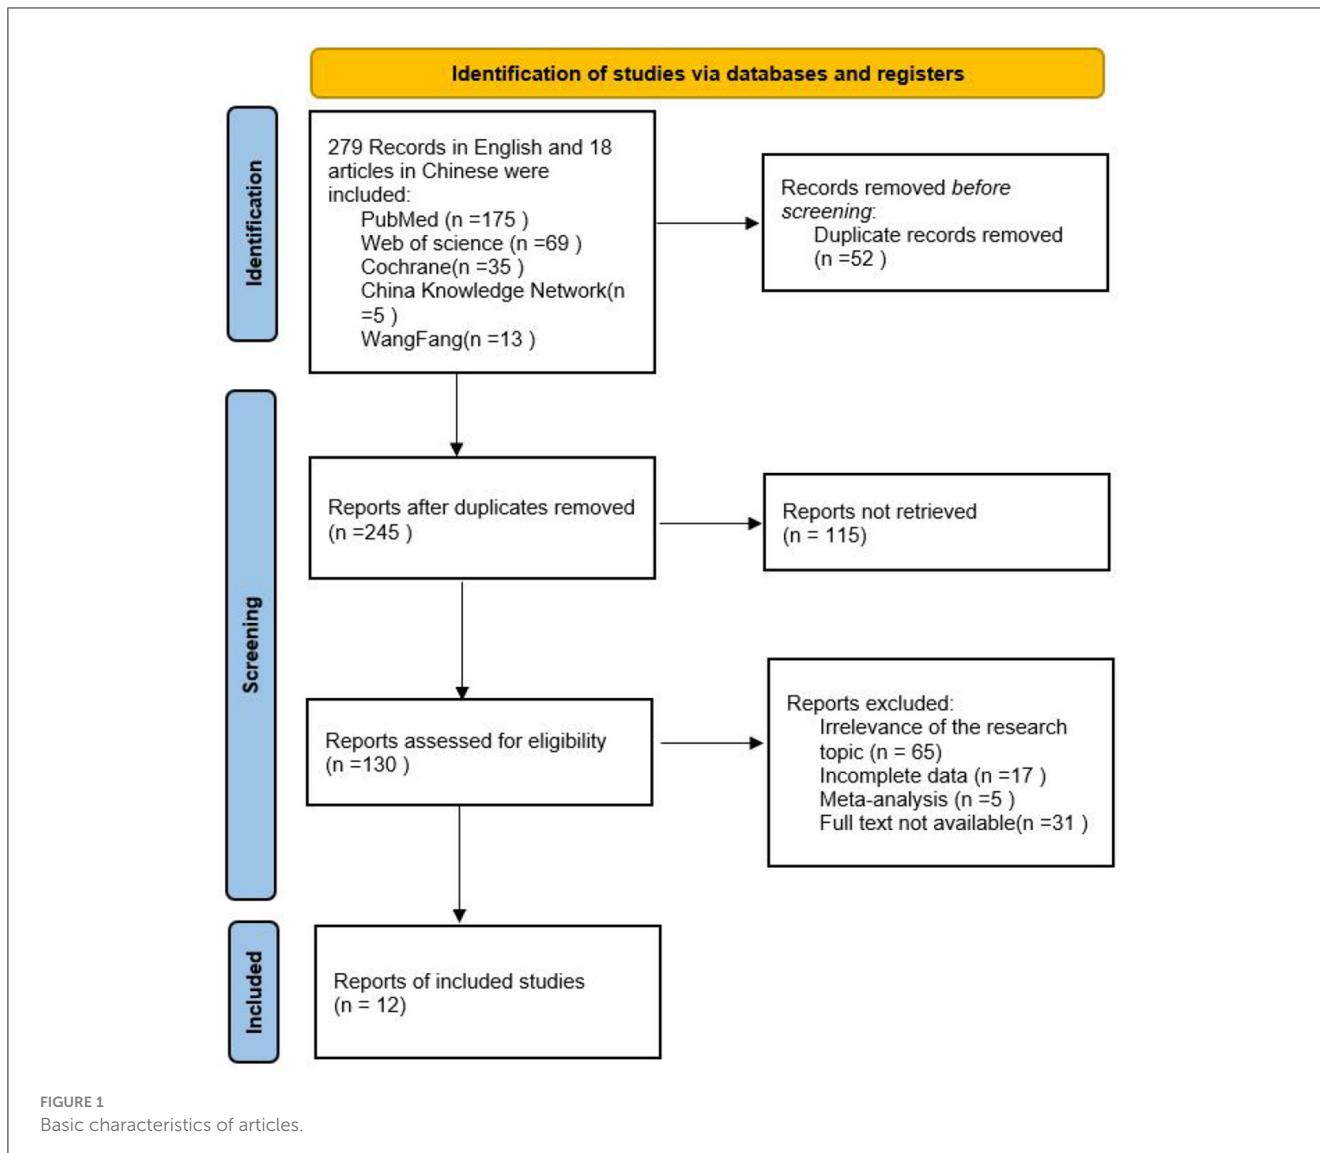 Identification of studies via databases and registers
Identification
279 Records in English and 18
articles in Chinese were
included:
PubMed (n =175 )
Web of science (n =69 )
Cochrane(n =35 )
China Knowledge Network(n
=5 )
WangFang(n =13 )
Records removed before
screening:
Duplicate records removed
(n =52 )
Screening
Reports after duplicates removed
(n =245 )
Reports not retrieved
(n = 115)
Reports assessed for eligibility
(n =130 )
Reports excluded:
Irrelevance of the research
topic (n = 65)
Incomplete data (n =17 )
Meta-analysis (n =5 )
Full text not available(n =31 )
Included
Reports of included studies
(n = 12)
FIGURE 1
Basic characteristics of articles.